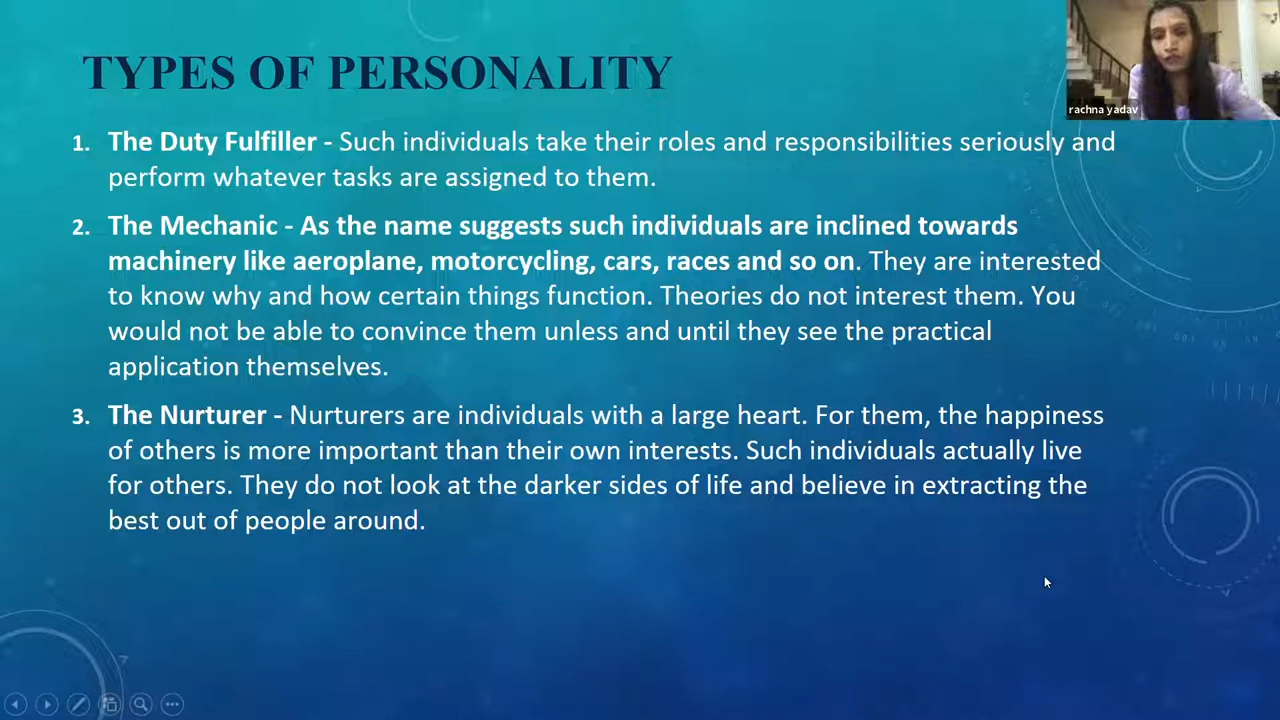 TYPES OF PERSONALITY
rachna yadav
1. The Duty Fulfiller - Such individuals take their roles and responsibilities seriously and
perform whatever tasks are assigned to them.
2. The Mechanic - As the name suggests such individuals are inclined towards
machinery like aeroplane, motorcycling, cars, races and so on. They are interested
to know why and how certain things function. Theories do not interest them. You
would not be able to convince them unless and until they see the practical
application themselves.
3. The Nurturer - Nurturers are individuals with a large heart. For them, the happiness
of others is more important than their own interests. Such individuals actually live
for others. They do not look at the darker sides of life and believe in extracting the
best out of people around.